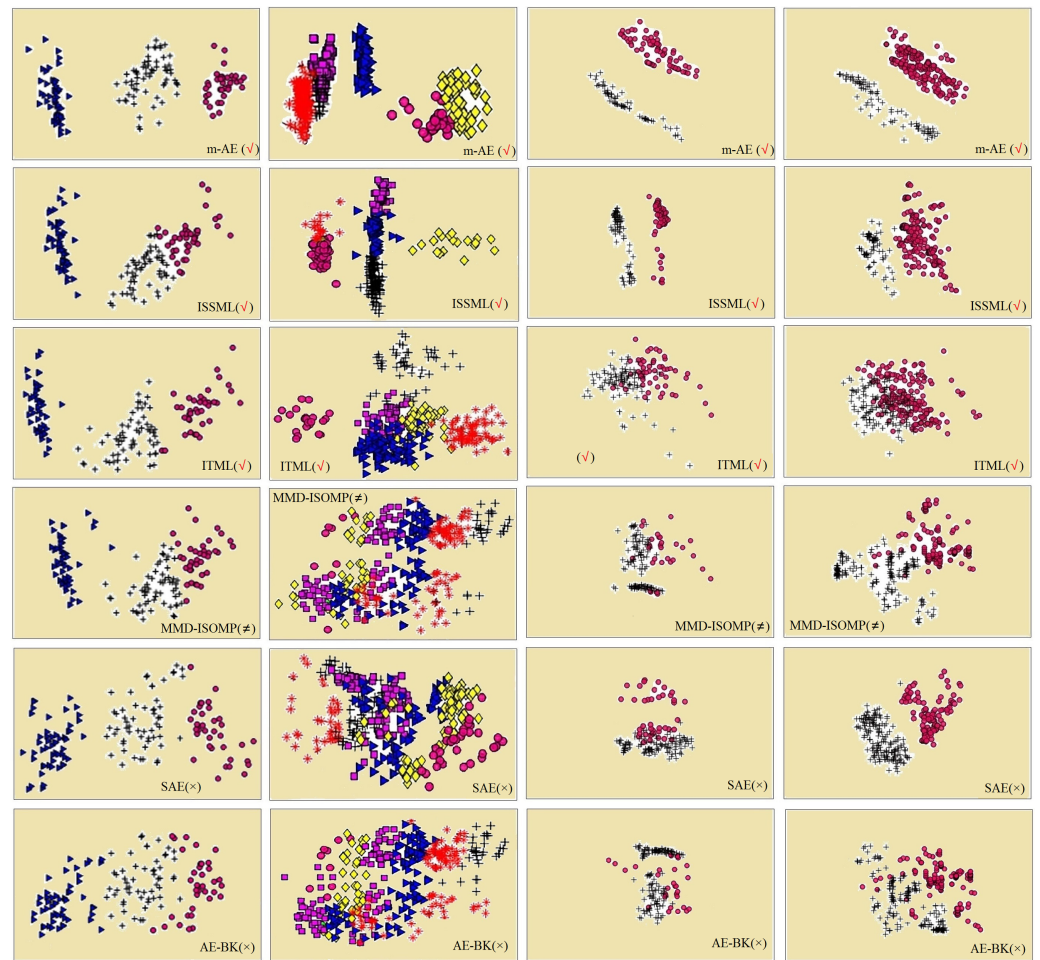 m-AE (√) m-AE (√) m-AE (√) m-AE (√)
ISSML(√) ISSML(√) ISSML(√) ISSML(√)
ITML(√) ITML(√) (√) ITML(√) ITML(√)
MMD-ISOMP(≠) MMD-ISOMP(≠) MMD-ISOMP(≠) MMD-ISOMP(≠)
SAE(×) SAE(×) SAE(×) SAE(×)
AE-BK(×) AE-BK(×) AE-BK(×) AE-BK(×)